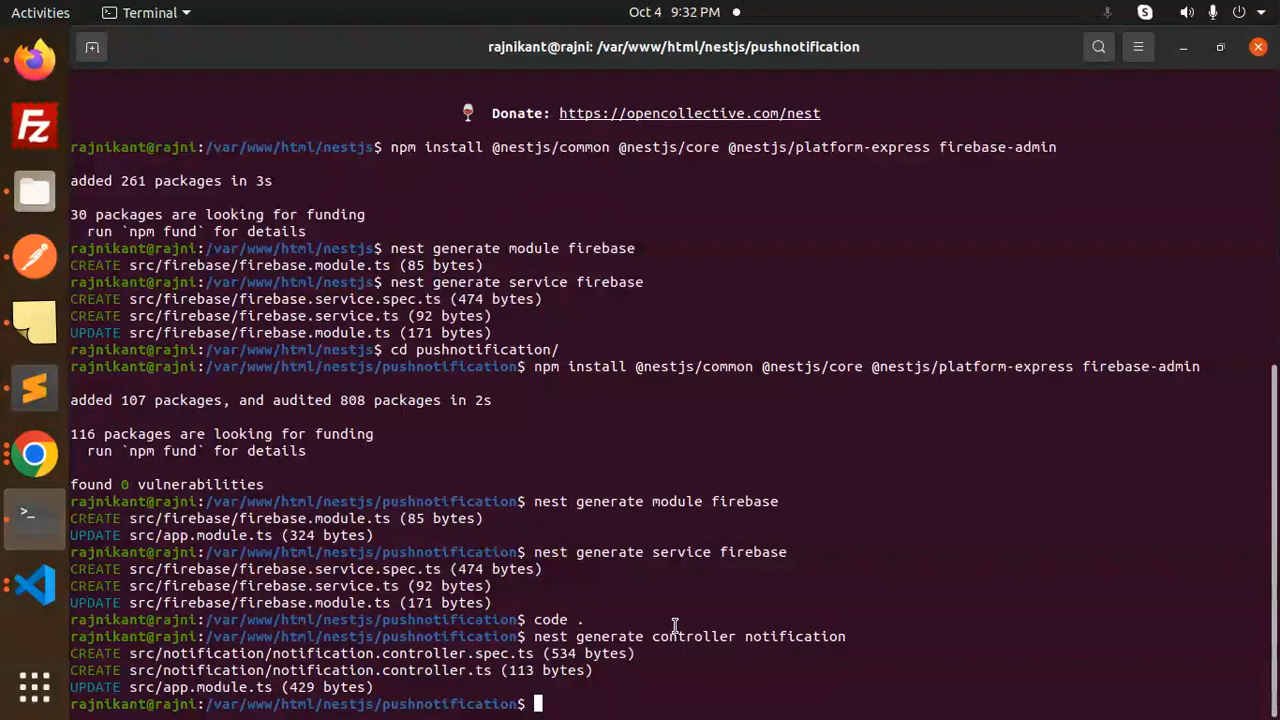 Activities
Terminal
Oct 4 9:32 PM
rajnikant@rajni: /var/www/html/nestjs/pushnotification
Donate: https://opencollective.com/nest
rajnikant@rajni:/var/www/html/nestjs$ npm install @nestjs/common @nestjs/core @nestjs/platform-express firebase-admin
added 261 packages in 3s
30 packages are looking for funding
run `npm fund` for details
rajnikant@rajni:/var/www/html/nestjs$ nest generate module firebase
CREATE src/firebase/firebase.module.ts (85 bytes)
rajnikant@rajni:/var/www/html/nestjs$ nest generate service firebase
CREATE src/firebase/firebase.service.spec.ts (474 bytes)
CREATE src/firebase/firebase.service.ts (92 bytes)
UPDATE src/firebase/firebase.module.ts (171 bytes)
rajnikant@rajni:/var/www/html/nestjs$ cd pushnotification/
rajnikant@rajni:/var/www/html/nestjs/pushnotification$ npm install @nestjs/common @nestjs/core @nestjs/platform-express firebase-admin
added 107 packages, and audited 808 packages in 2s
116 packages are looking for funding
run `npm fund` for details
found 0 vulnerabilities
rajnikant@rajni:/var/www/html/nestjs/pushnotification$ nest generate module firebase
CREATE src/firebase/firebase.module.ts (85 bytes)
UPDATE src/app.module.ts (324 bytes)
rajnikant@rajni:/var/www/html/nestjs/pushnotification$ nest generate service firebase
CREATE src/firebase/firebase.service.spec.ts (474 bytes)
CREATE src/firebase/firebase.service.ts (92 bytes)
UPDATE src/firebase/firebase.module.ts (171 bytes)
rajnikant@rajni:/var/www/html/nestjs/pushnotification$ code .
rajnikant@rajni:/var/www/html/nestjs/pushnotification$ nest generate controller notification
CREATE src/notification/notification.controller.spec.ts (534 bytes)
CREATE src/notification/notification.controller.ts (113 bytes)
UPDATE src/app.module.ts (429 bytes)
rajnikant@rajni:/var/www/html/nestjs/pushnotification$